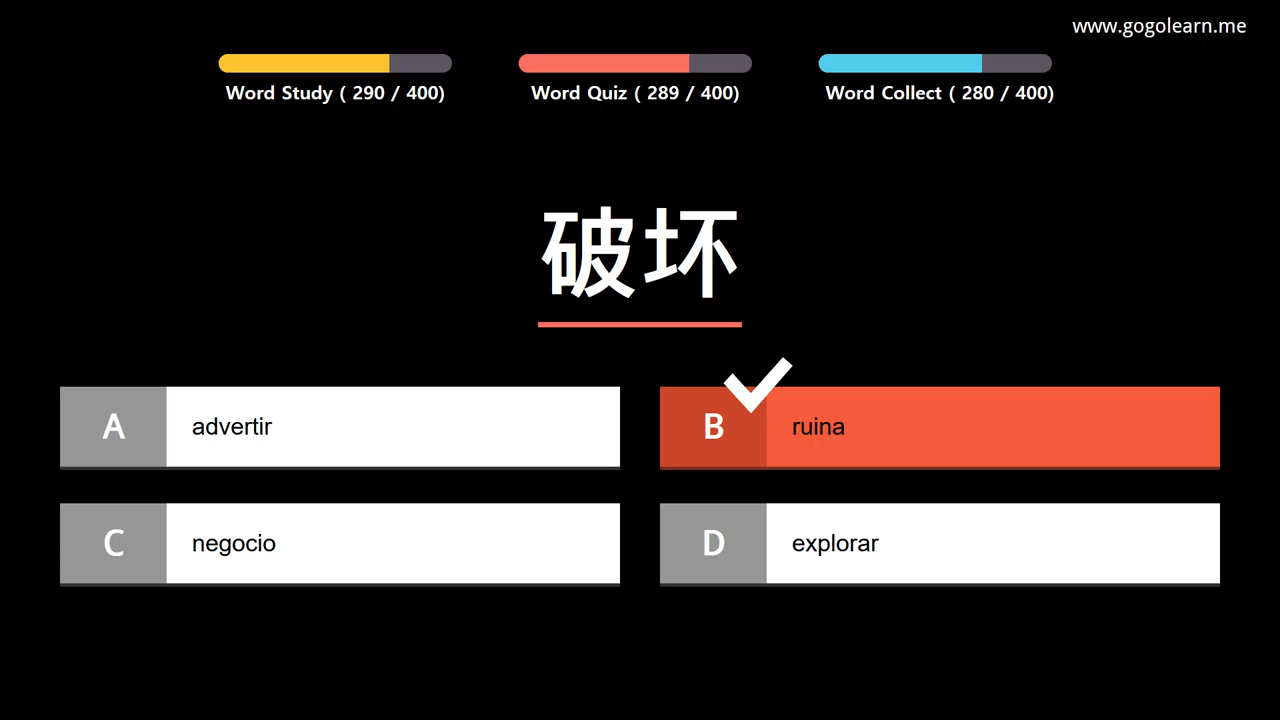 www.gogolearn.me
Word Study ( 290 / 400)
Word Quiz ( 289 / 400)
Word Collect ( 280 / 400)
破坏
A advertir
B ruina
C negocio
D explorar